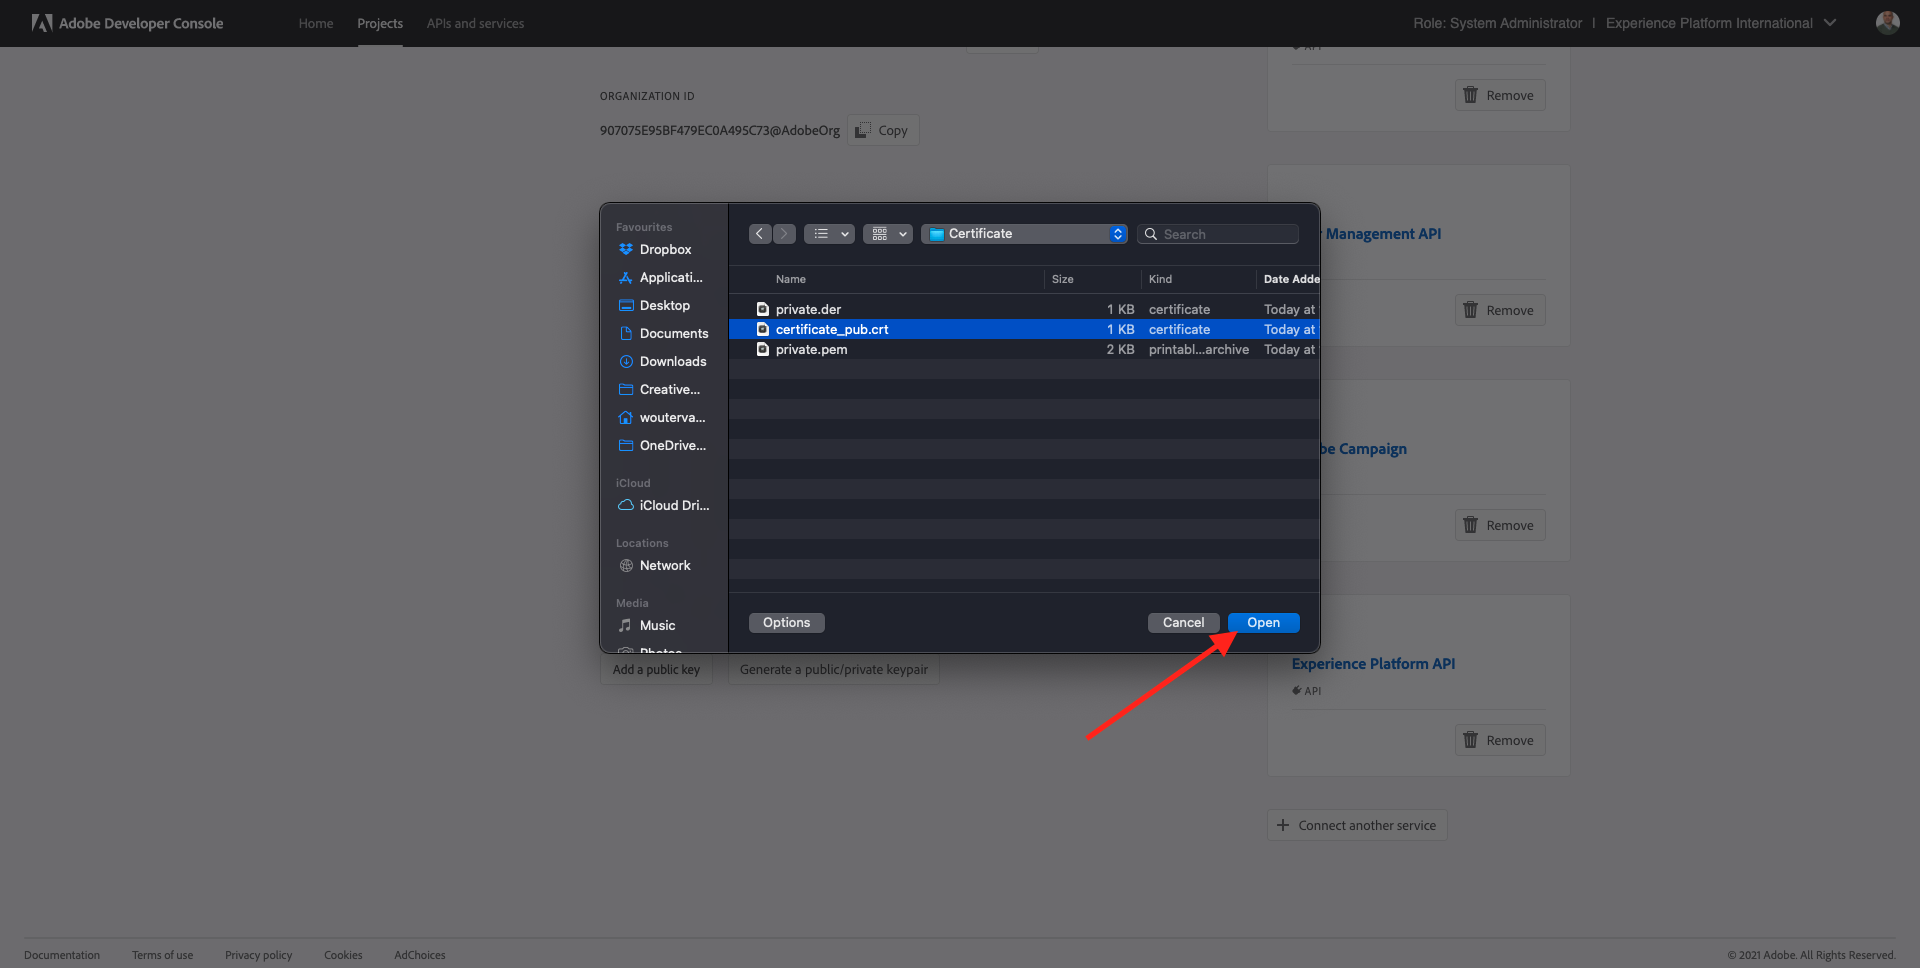 Adobe Developer Console
Home
Projects
APIs and services
Role: System Administrator | Experience Platform International
API
ORGANIZATION ID
907075E95BF479EC0A495C73@AdobeOrg
Copy
Remove
Favourites
Dropbox
Applicati...
Desktop
Documents
Downloads
Creative...
wouterva...
OneDrive...
iCloud
iCloud Dri...
Locations
Network
Media
Music
Photos
Certificate
Search
Name
Size
Kind
Date Adde
private.der
1 KB
certificate
Today at
certificate_pub.crt
1 KB
certificate
Today at
private.pem
2 KB
printabl...archive
Today at
Options
Cancel
Open
Management API
Remove
be Campaign
Remove
Add a public key
Generate a public/private keypair
Experience Platform API
API
Remove
Connect another service
Documentation
Terms of use
Privacy policy
Cookies
AdChoices
© 2021 Adobe. All Rights Reserved.